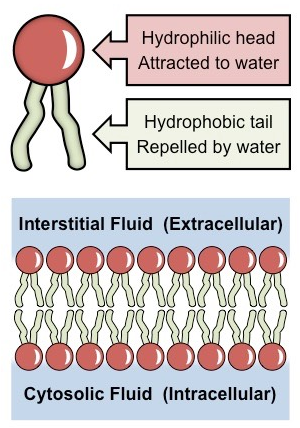 Hydrophilic head
Attracted to water
Hydrophobic tail
Repelled by water
Interstitial Fluid (Extracellular)
Cytosolic Fluid (Intracellular)